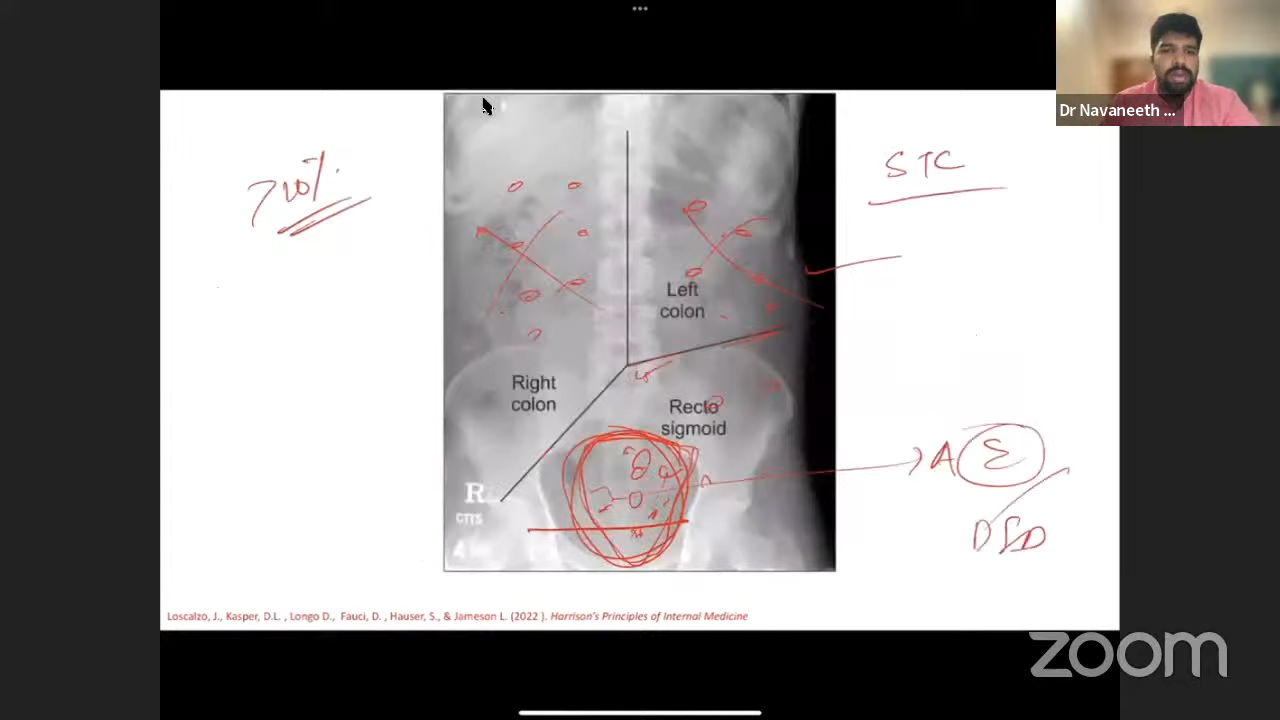 Dr Navaneeth ...
>20%
STC
Left
colon
Right
colon
Recto
sigmoid
R
A
DSD
Loscalzo, J., Kasper, D.L. , Longo D., Fauci, D. , Hauser, S., & Jameson L. (2022 ). Harrison's Principles of Internal Medicine
zoom